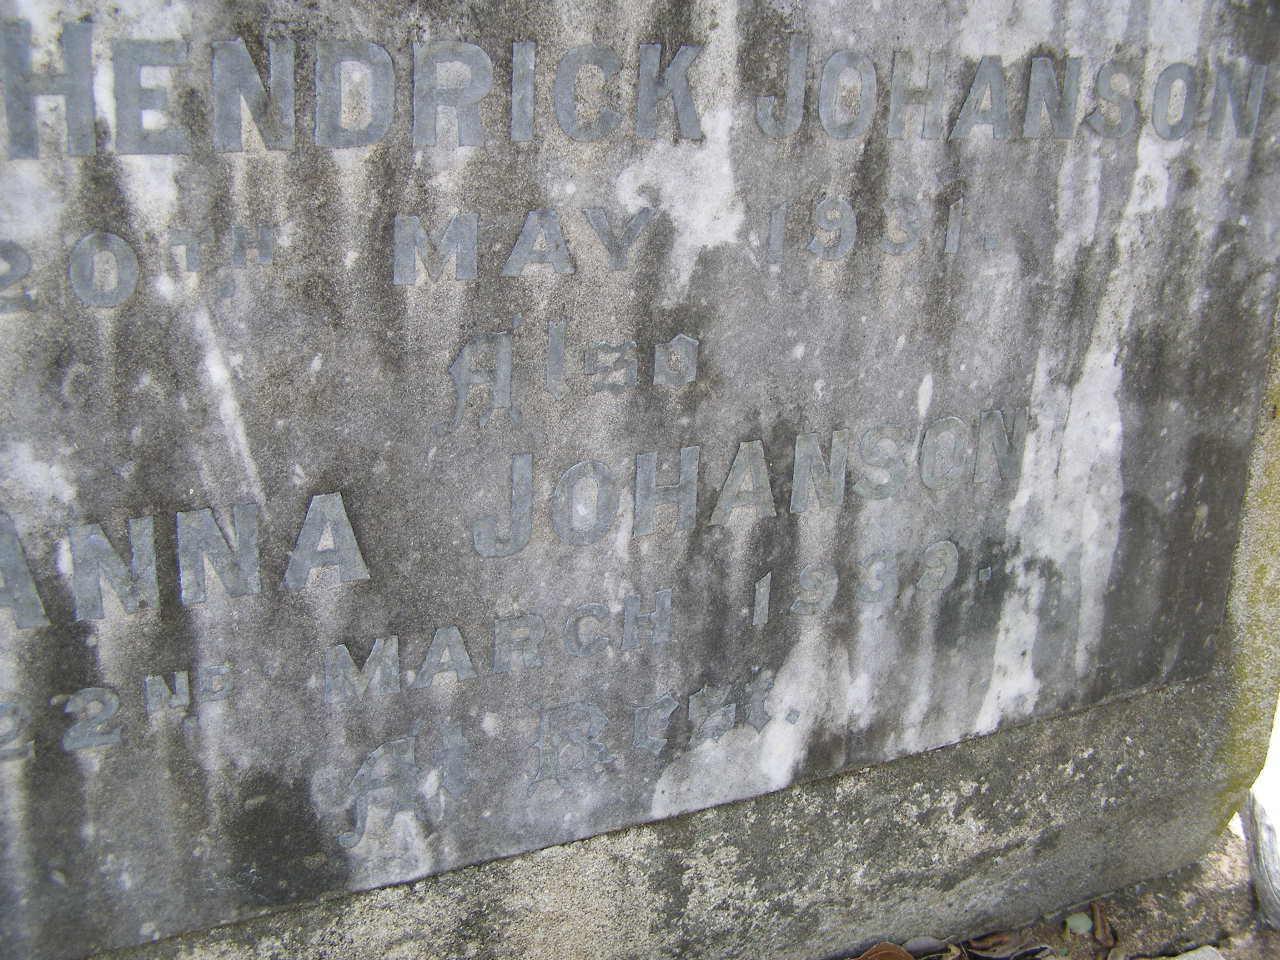 HENDRICK JOHANSON
20TH MAY 1931.
Also
ANNA JOHANSON
22ND MARCH 1939.
At Rest.